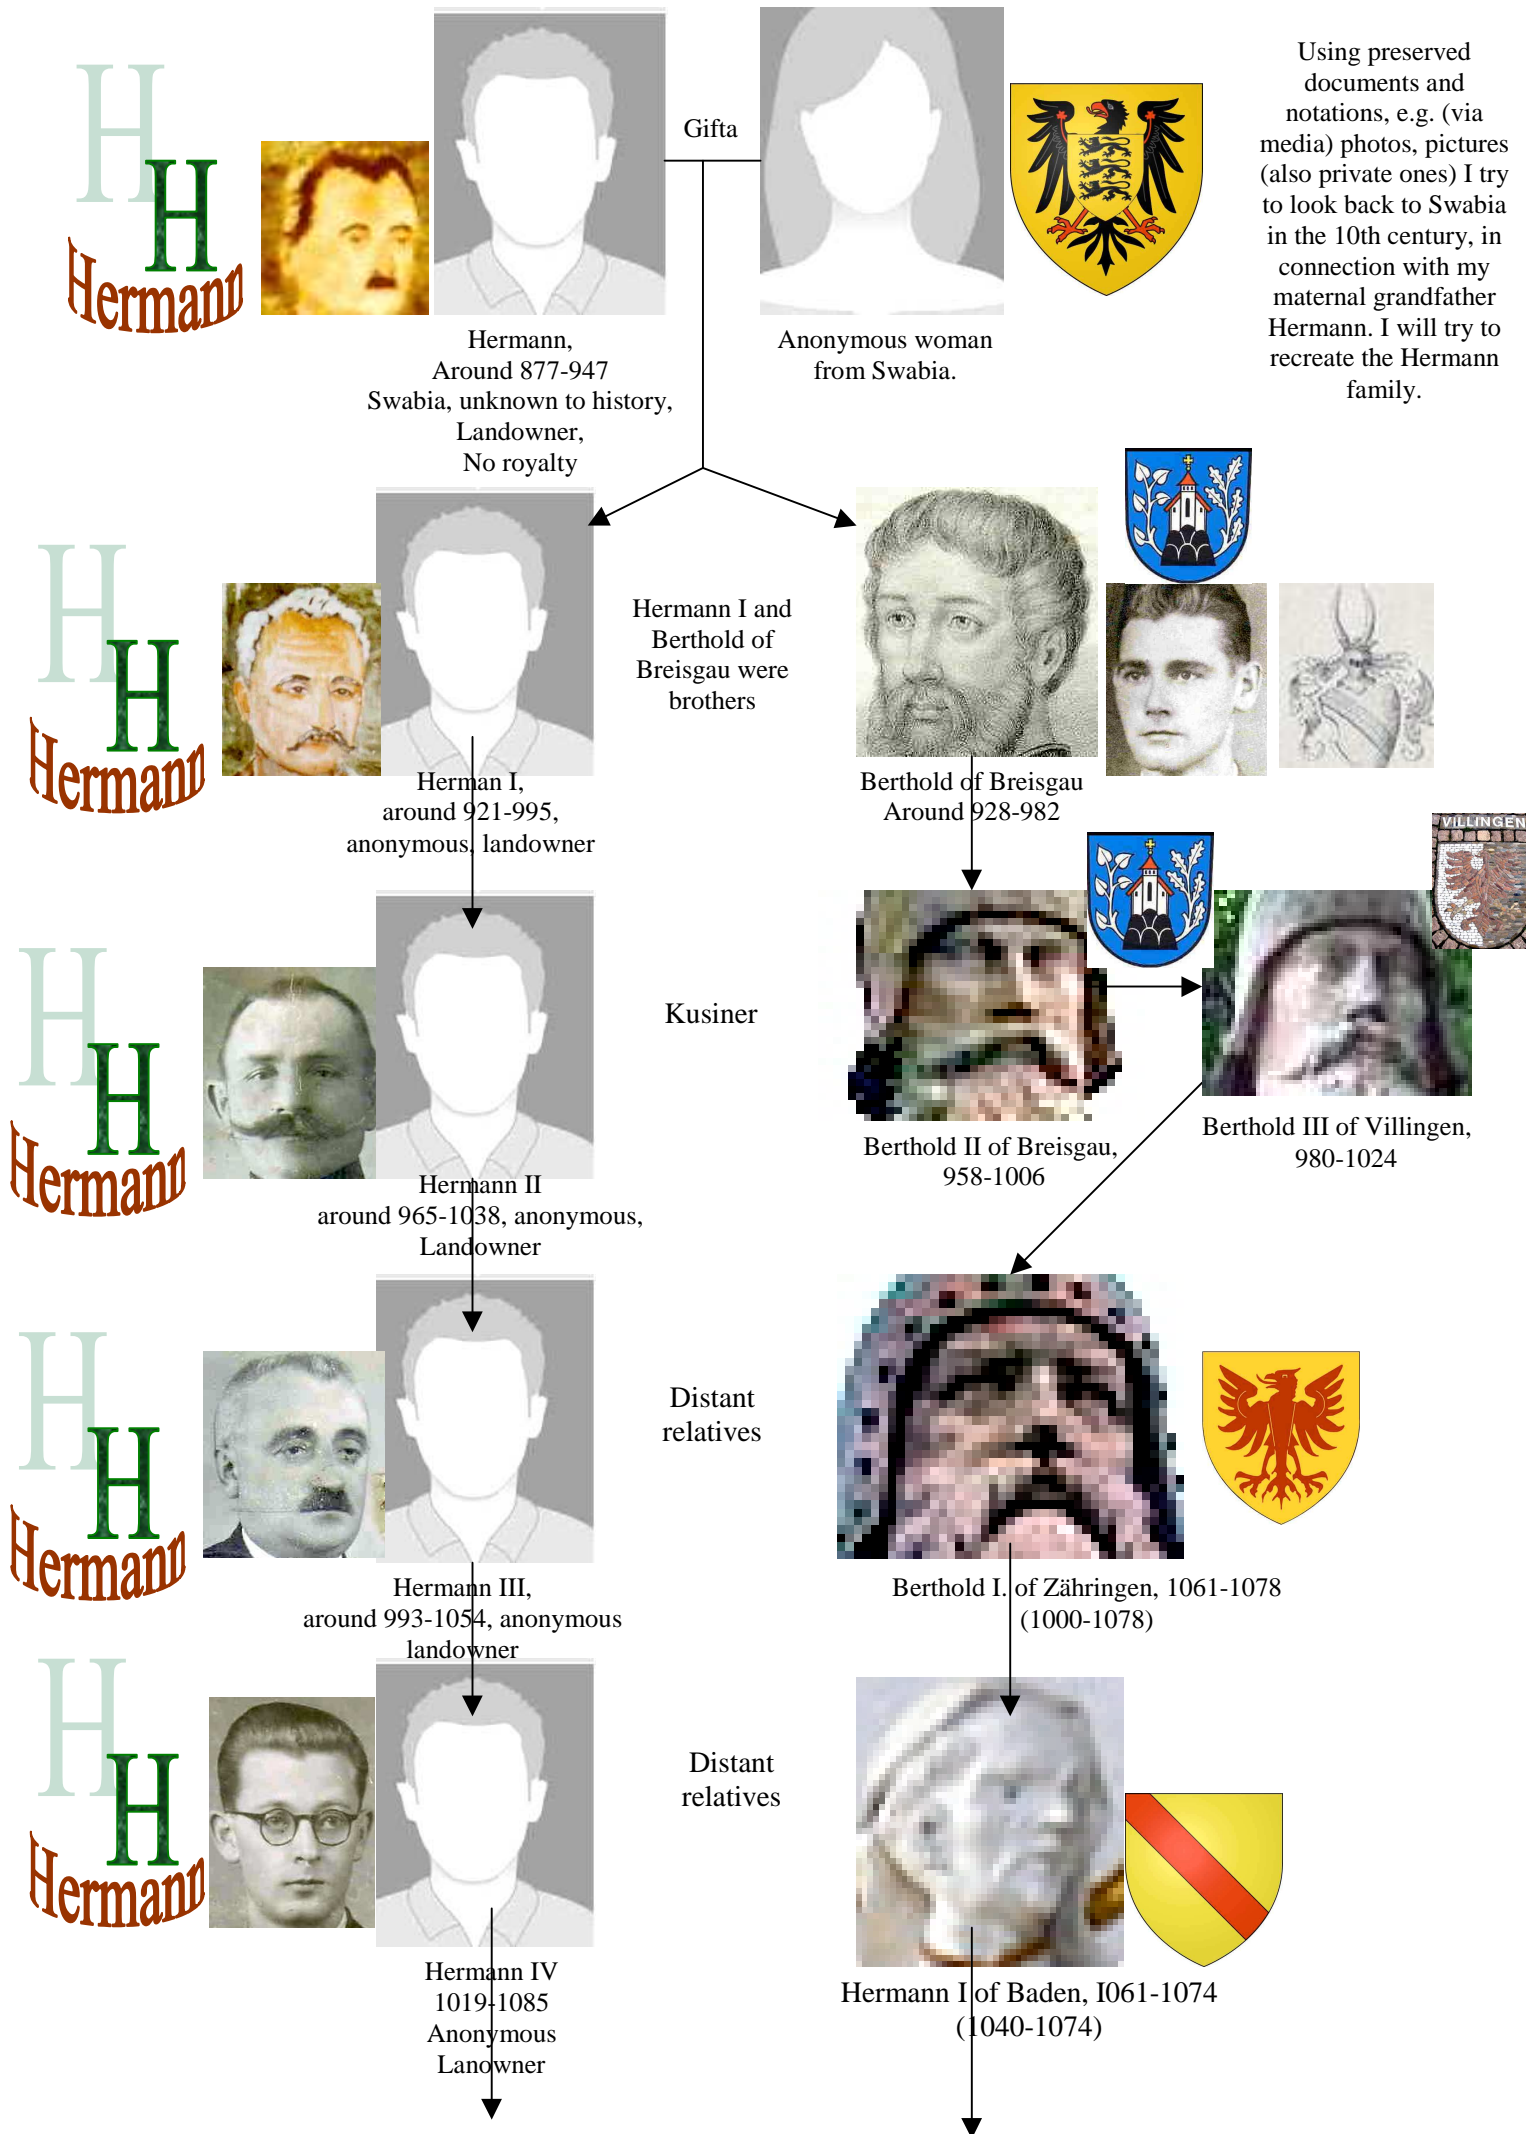 Using preserved
documents and
notations, e.g. (via
media) photos, pictures
(also private ones) I try
to look back to Swabia
in the 10th century, in
connection with my
maternal grandfather
Hermann. I will try to
recreate the Hermann
family.
H
H
Hermann
Gifta
Hermann,
Around 877-947
Swabia, unknown to history,
Landowner,
No royalty
Anonymous woman
from Swabia.
H
H
Hermann
Hermann I and
Berthold of
Breisgau were
brothers
Herman I,
around 921-995,
anonymous, landowner
Berthold of Breisgau
Around 928-982
VILLINGEN
H
H
Hermann
Kusiner
Hermann II
around 965-1038, anonymous,
Landowner
Berthold II of Breisgau,
958-1006
Berthold III of Villingen,
980-1024
H
H
Hermann
Distant
relatives
Hermann III,
around 993-1054, anonymous
landowner
Berthold I. of Zähringen, 1061-1078
(1000-1078)
H
H
Hermann
Distant
relatives
Hermann IV
1019-1085
Anonymous
Lanowner
Hermann I of Baden, I061-1074
(1040-1074)